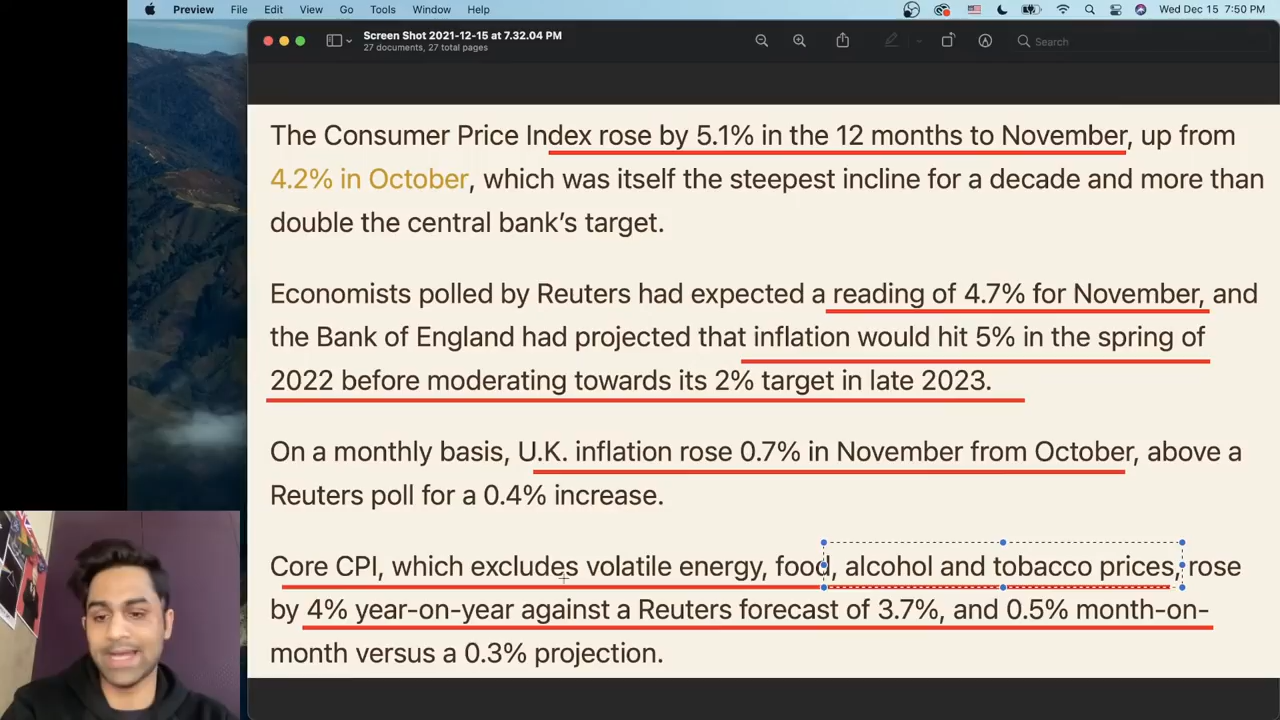 Preview File Edit View Go Tools Window Help Wed Dec 15 7:50 PM
Screen Shot 2021-12-15 at 7.32.04 PM
27 documents, 27 total pages
Search
The Consumer Price Index rose by 5.1% in the 12 months to November, up from
4.2% in October, which was itself the steepest incline for a decade and more than
double the central bank’s target.
Economists polled by Reuters had expected a reading of 4.7% for November, and
the Bank of England had projected that inflation would hit 5% in the spring of
2022 before moderating towards its 2% target in late 2023.
On a monthly basis, U.K. inflation rose 0.7% in November from October, above a
Reuters poll for a 0.4% increase.
Core CPI, which excludes volatile energy, food, alcohol and tobacco prices, rose
by 4% year-on-year against a Reuters forecast of 3.7%, and 0.5% month-on-
month versus a 0.3% projection.